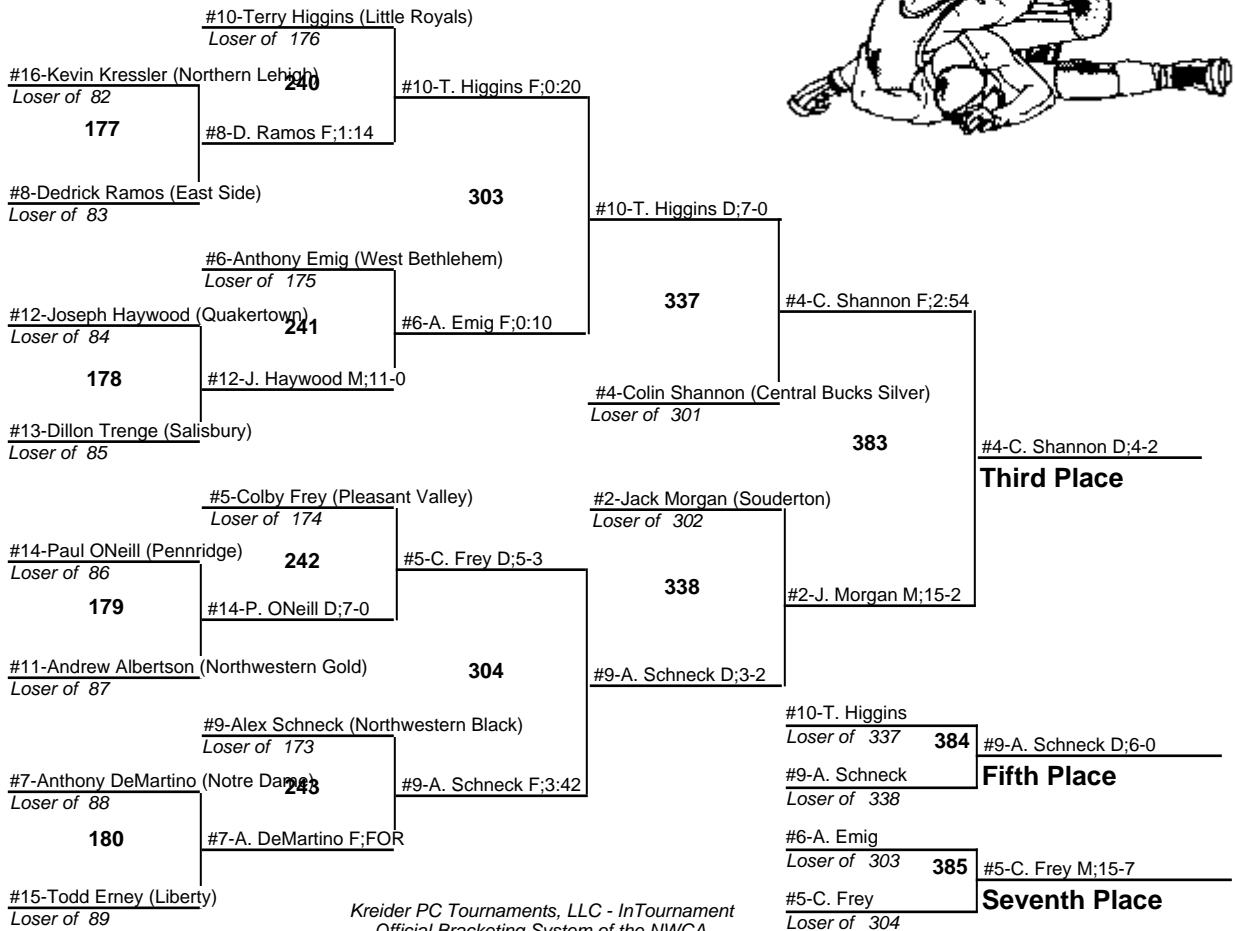 #10-Terry Higgins (Little Royals)
Loser of 176
#16-Kevin Kressler (Northern Lehigh)
240
#10-T. Higgins F;0:20
Loser of 82
177
#8-D. Ramos F;1:14
#8-Dedrick Ramos (East Side)
303
Loser of 83
#10-T. Higgins D;7-0
#6-Anthony Emig (West Bethlehem)
Loser of 175
337
#4-C. Shannon F;2:54
#12-Joseph Haywood (Quakertown)
241
#6-A. Emig F;0:10
Loser of 84
178
#12-J. Haywood M;11-0
#4-Colin Shannon (Central Bucks Silver)
Loser of 301
#13-Dillon Trenge (Salisbury)
Loser of 85
383
#4-C. Shannon D;4-2
Third Place
#5-Colby Frey (Pleasant Valley)
Loser of 174
#2-Jack Morgan (Souderton)
Loser of 302
#14-Paul ONeill (Pennridge)
242
#5-C. Frey D;5-3
Loser of 86
338
179
#14-P. ONeill D;7-0
#2-J. Morgan M;15-2
#11-Andrew Albertson (Northwestern Gold)
304
#9-A. Schneck D;3-2
Loser of 87
#9-Alex Schneck (Northwestern Black)
Loser of 173
#10-T. Higgins
Loser of 337
384
#9-A. Schneck D;6-0
Fifth Place
#9-A. Schneck
Loser of 338
#7-Anthony DeMartino (Notre Dame)
243
#9-A. Schneck F;3:42
Loser of 88
180
#7-A. DeMartino F;FOR
#6-A. Emig
Loser of 303
385
#5-C. Frey M;15-7
Seventh Place
#5-C. Frey
Loser of 304
#15-Todd Erney (Liberty)
Loser of 89
Kreider PC Tournaments, LLC - InTournament
Official Bracketing System of the NWCA